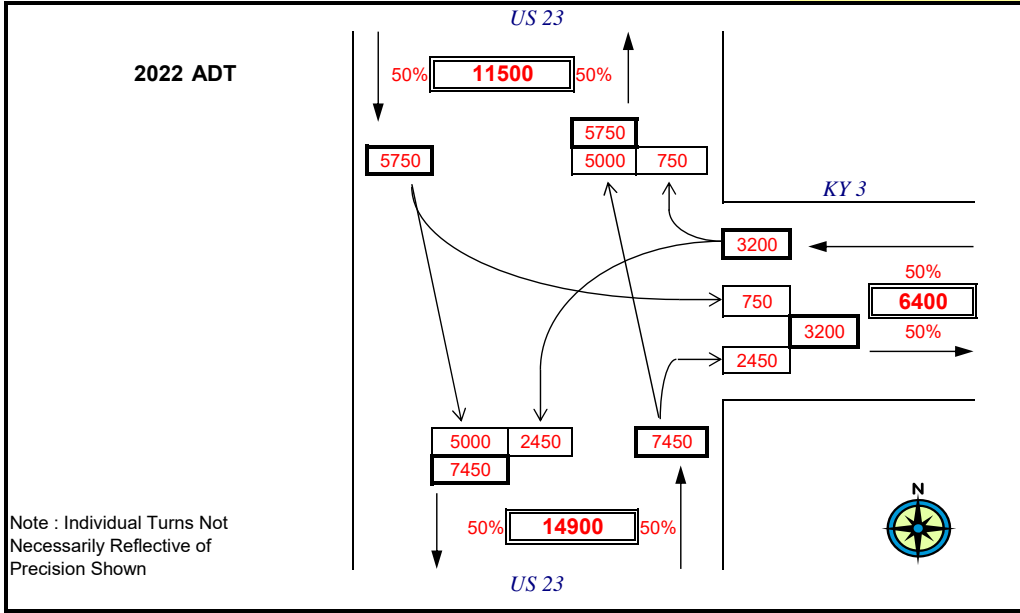 US 23
2022 ADT
50% 11500 50%
5750
5750
5000 750
KY 3
3200
50%
750
6400
3200
50%
2450
5000 2450
7450
7450
N
Note : Individual Turns Not
Necessarily Reflective of
Precision Shown
50% 14900 50%
US 23